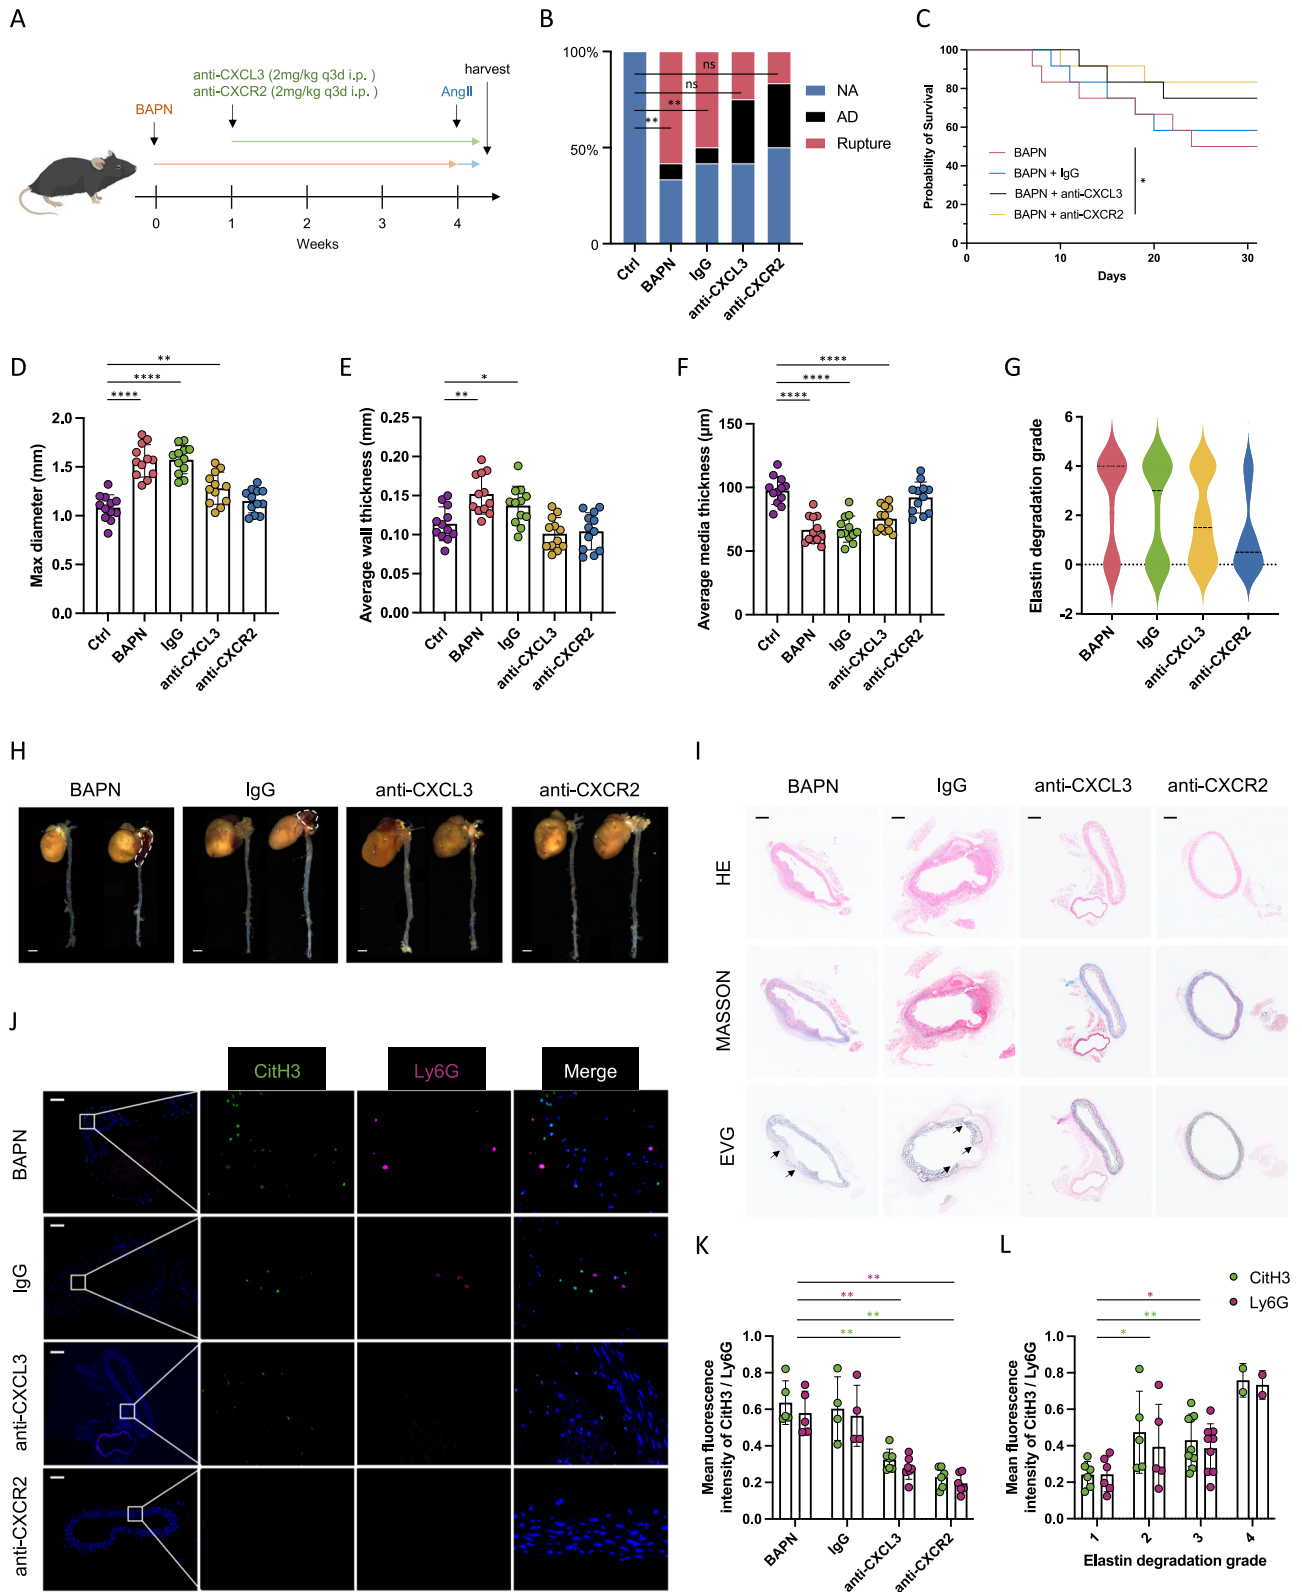 A
anti-CXCL3 (2mg/kg q3d i.p. )
anti-CXCR2 (2mg/kg q3d i.p. )
harvest
BAPN
AngⅡ
0
1
2
3
4
Weeks
B
100%
50%
0
ns
ns
**
**
NA
AD
Rupture
Ctrl
BAPN
IgG
anti-CXCL3
anti-CXCR2
C
Probability of Survival
100
80
60
40
20
0
BAPN
BAPN + IgG
BAPN + anti-CXCL3
BAPN + anti-CXCR2
*
0
10
20
30
Days
D
**
****
****
Max diameter (mm)
2.0
1.5
1.0
0.5
0.0
Ctrl
BAPN
IgG
anti-CXCL3
anti-CXCR2
E
*
**
Average wall thickness (mm)
0.25
0.20
0.15
0.10
0.05
0.00
Ctrl
BAPN
IgG
anti-CXCL3
anti-CXCR2
F
****
****
****
Average media thickness (μm)
150
100
50
0
Ctrl
BAPN
IgG
anti-CXCL3
anti-CXCR2
G
Elastin degradation grade
6
4
2
0
-2
BAPN
IgG
anti-CXCL3
anti-CXCR2
H
BAPN
IgG
anti-CXCL3
anti-CXCR2
I
BAPN
IgG
anti-CXCL3
anti-CXCR2
HE
MASSON
EVG
J
CitH3
Ly6G
Merge
BAPN
IgG
anti-CXCL3
anti-CXCR2
K
**
**
**
**
Mean fluorescence
intensity of CitH3 / Ly6G
1.0
0.8
0.6
0.4
0.2
0.0
BAPN
IgG
anti-CXCL3
anti-CXCR2
L
CitH3
Ly6G
*
**
*
Mean fluorescence
intensity of CitH3 / Ly6G
1.0
0.8
0.6
0.4
0.2
0.0
1
2
3
4
Elastin degradation grade